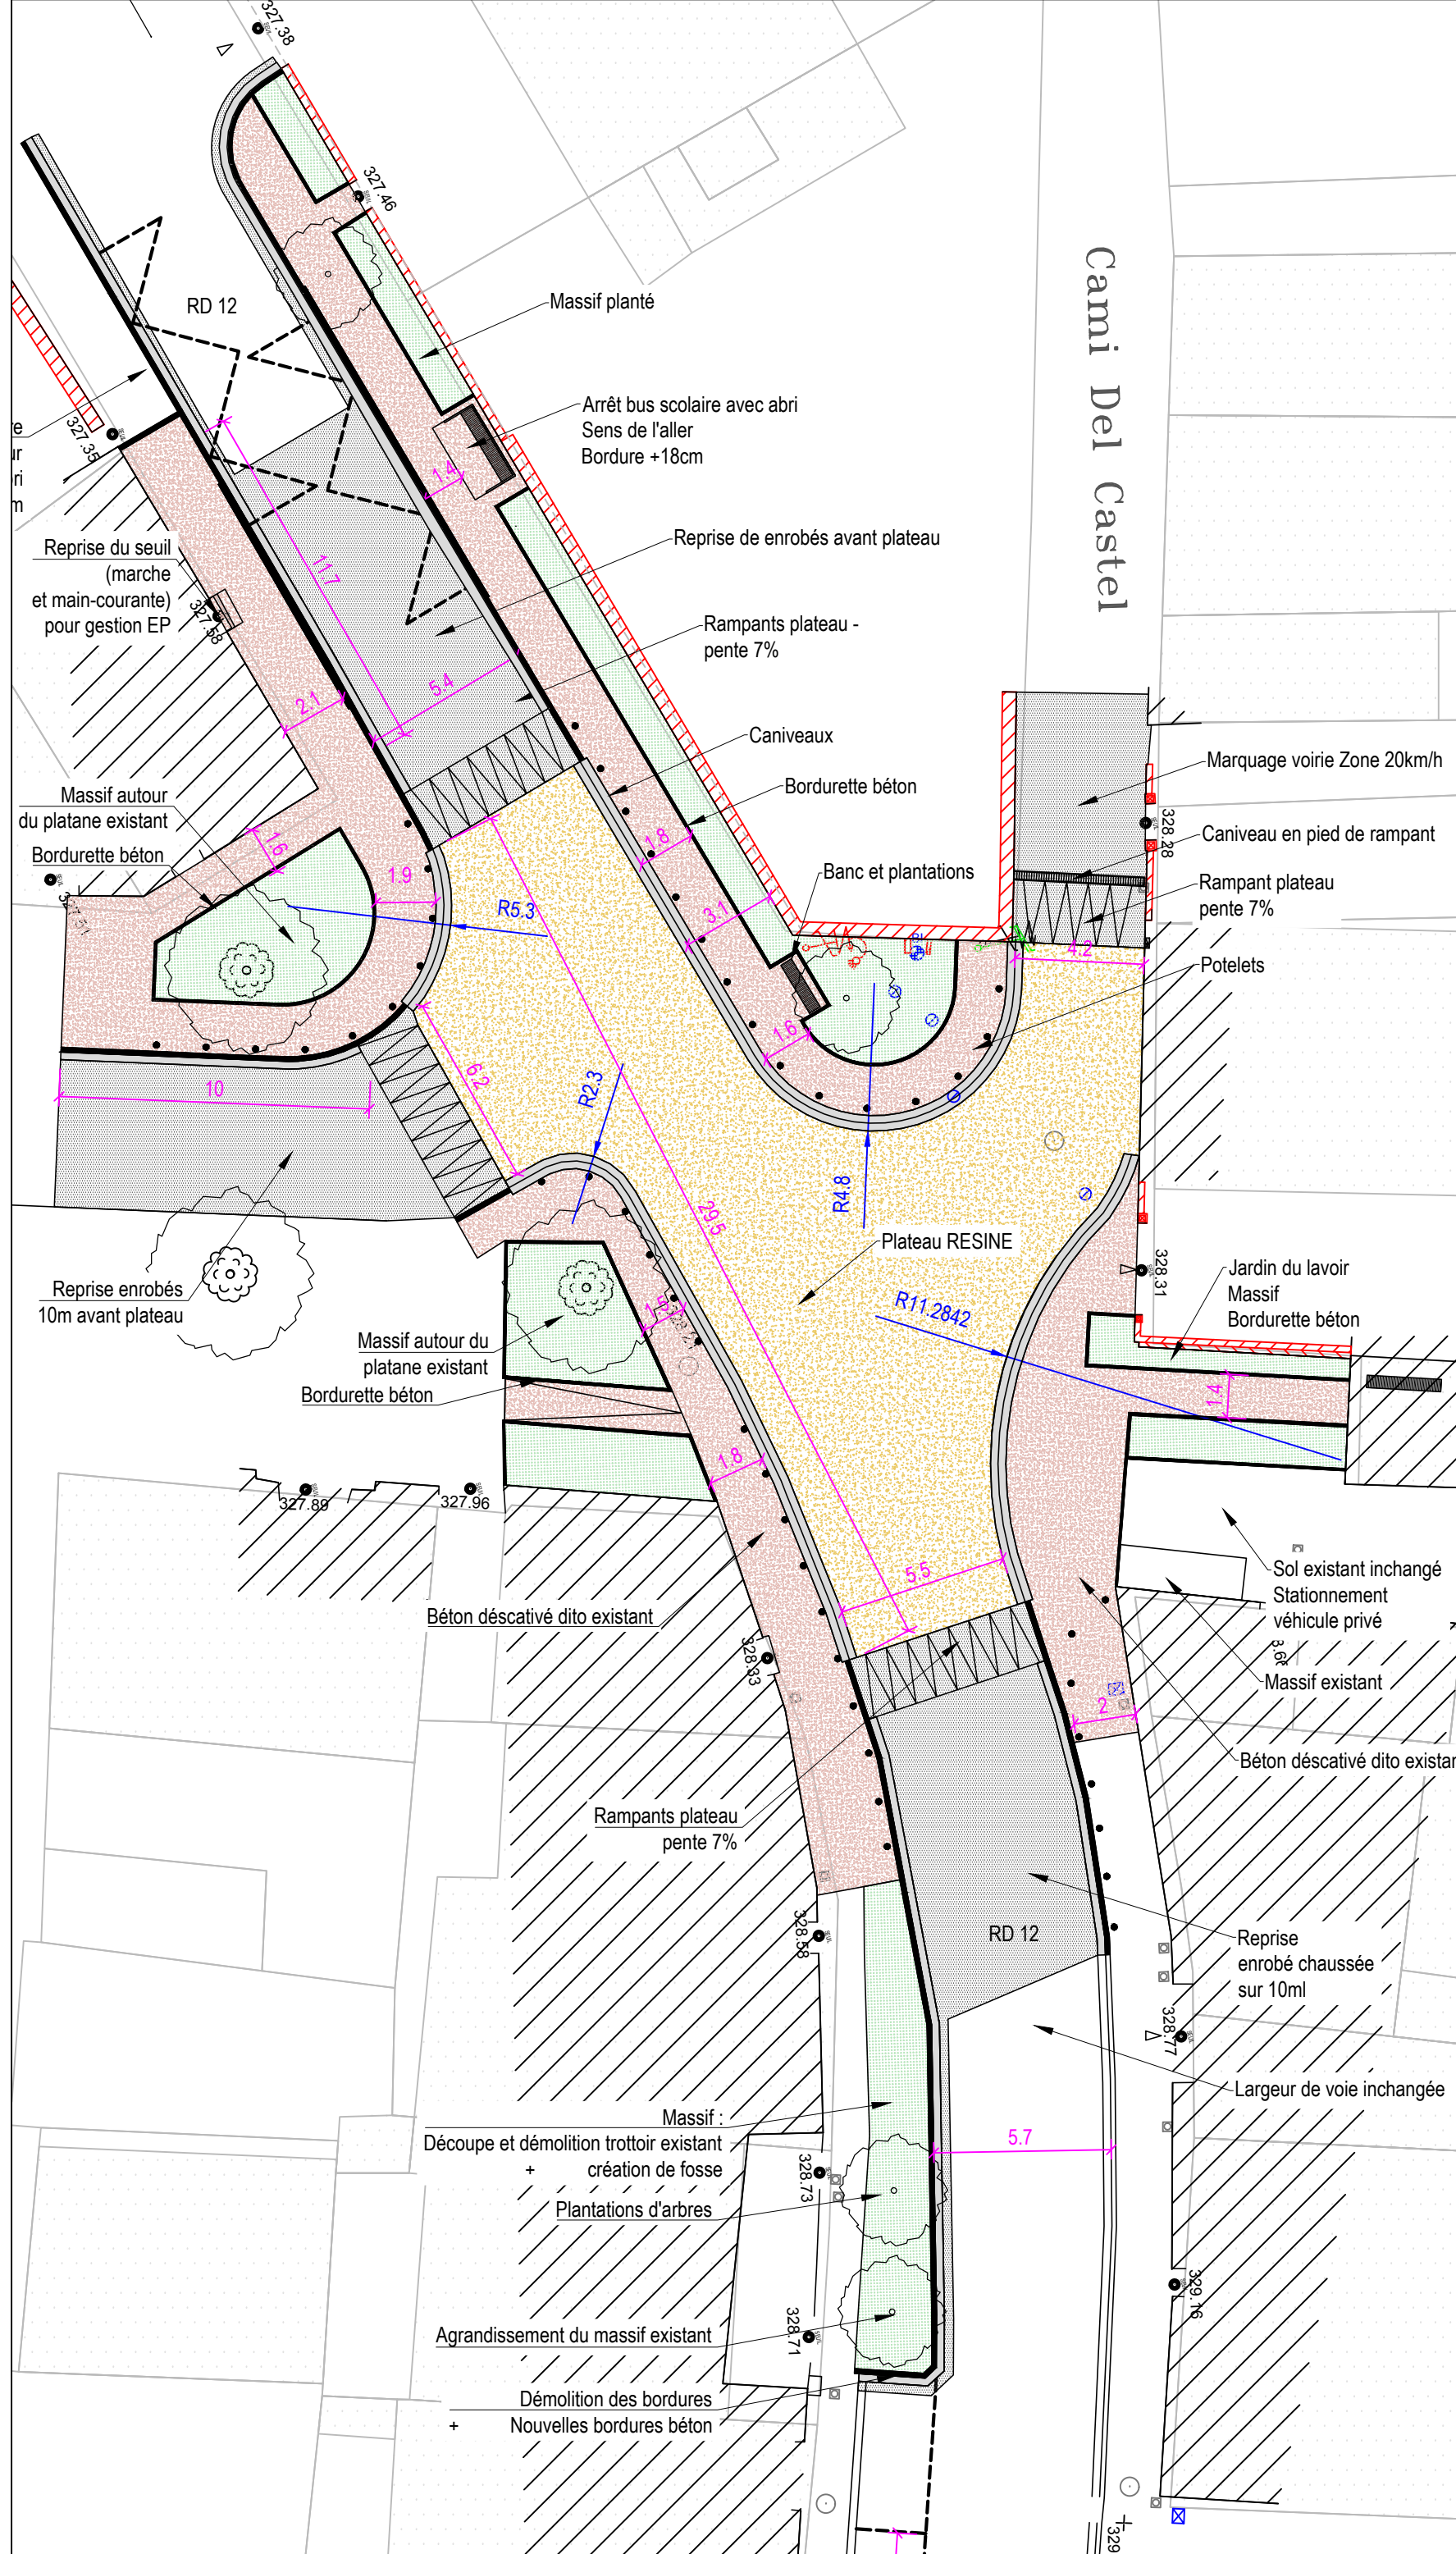 327.38
327.46
RD 12
Massif planté
Cami Del Castel
Arrêt bus scolaire avec abri
Sens de l'aller
Bordure +18cm
327.35
1.4
Reprise de enrobés avant plateau
Reprise du seuil
(marche
et main-courante)
pour gestion EP
327.58
11.7
Rampants plateau -
pente 7%
5.4
2.1
Caniveaux
Bordurette béton
Marquage voirie Zone 20km/h
328.28
Massif autour
du platane existant
Bordurette béton
1.6
1.8
Caniveau en pied de rampant
Banc et plantations
Rampant plateau
pente 7%
1.9
R5.3
3.1
4.2
Potelets
1.6
6.2
10
R2.3
R4.8
29.5
Plateau RESINE
328.31
Jardin du lavoir
Massif
Bordurette béton
Reprise enrobés
10m avant plateau
R11.2842
1.5
Massif autour du
platane existant
Bordurette béton
1.4
1.8
327.89
327.96
5.5
Sol existant inchangé
Stationnement
véhicule privé
Béton déscativé dito existant
328.33
Massif existant
2
Béton déscativé dito existan
Rampants plateau
pente 7%
328.58
RD 12
Reprise
enrobé chaussée
sur 10ml
328.77
Largeur de voie inchangée
Massif :
Découpe et démolition trottoir existant
+ création de fosse
5.7
328.73
Plantations d'arbres
329.16
328.71
Agrandissement du massif existant
Démolition des bordures
+ Nouvelles bordures béton
329